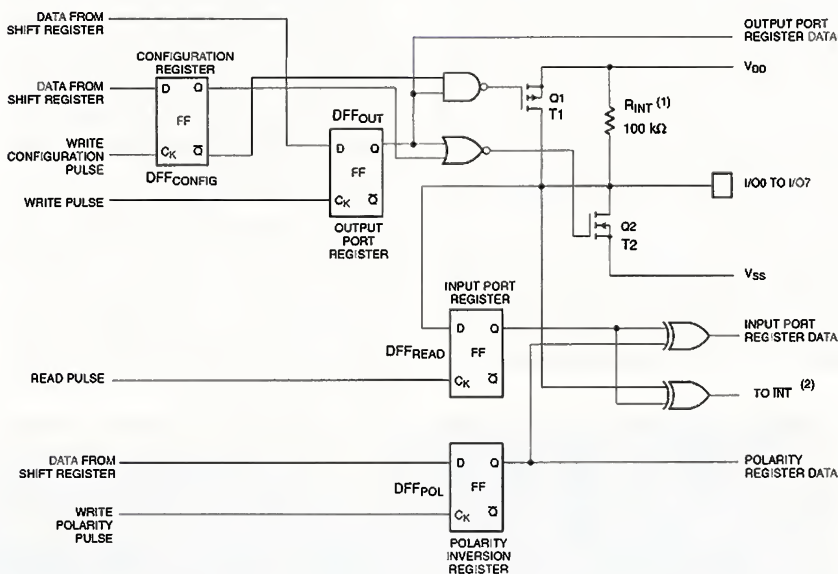 DATA FROM
SHIFT REGISTER
OUTPUT PORT
REGISTER DATA
CONFIGURATION
REGISTER
DATA FROM
SHIFT REGISTER
D Q
FF
CK Q̅
DFFCONFIG
WRITE
CONFIGURATION
PULSE
WRITE PULSE
DFFOUT
D Q
FF
CK Q̅
OUTPUT
PORT
REGISTER
Q1
T1
VDD
RINT (1)
100 kΩ
I/O0 TO I/O7
Q2
T2
VSS
INPUT PORT
REGISTER
D Q
FF
CK Q̅
DFFREAD
READ PULSE
INPUT PORT
REGISTER DATA
TO I̅N̅T̅ (2)
DATA FROM
SHIFT REGISTER
D Q
FF
CK Q̅
DFFPOL
WRITE
POLARITY
PULSE
POLARITY
INVERSION
REGISTER
POLARITY
REGISTER DATA